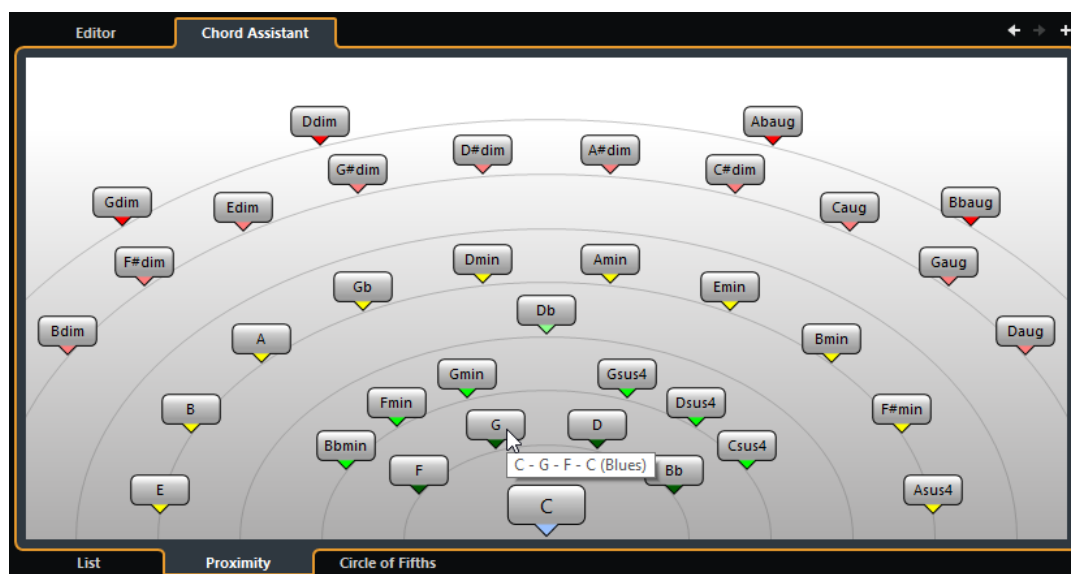 Editor
Chord Assistant
Ddim
Abaug
D#dim
A#dim
G#dim
C#dim
Gdim
Edim
Caug
Bbaug
F#dim
Dmin
Amin
Gaug
Gb
Emin
Db
Bdim
A
Bmin
Daug
Gmin
Gsus4
Fmin
Dsus4
B
F#min
G
D
Bbmin
Csus4
C - G - F - C (Blues)
F
Bb
E
Asus4
C
List
Proximity
Circle of Fifths